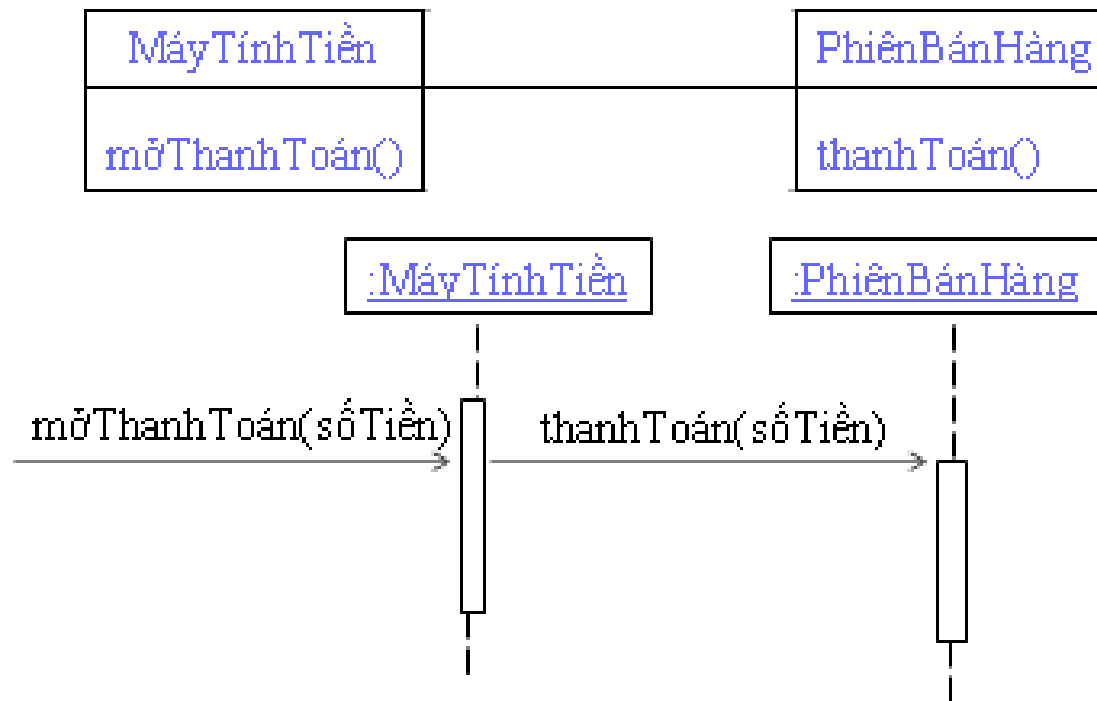 MáyTínhTiền
PhiênBánHàng
mởThanhToán()
thanhToán()
:MáyTínhTiền
:PhiênBánHàng
mởThanhToán(sốTiền)
thanhToán(sốTiền)